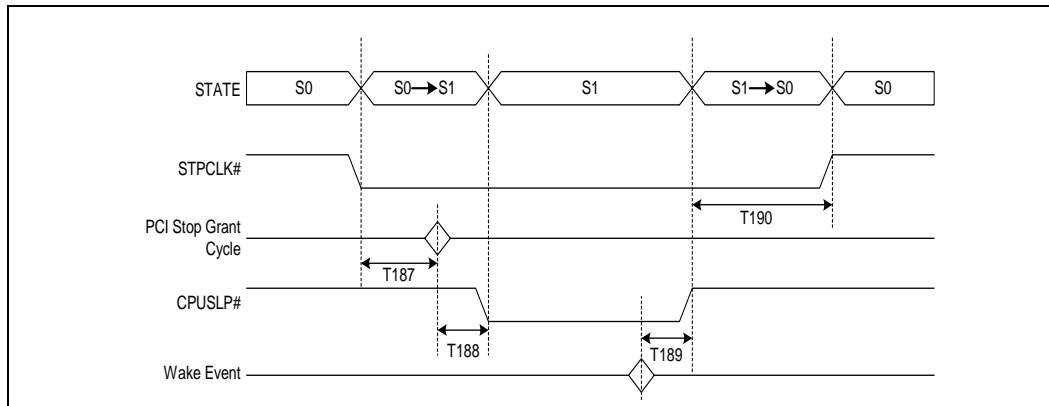 STATE S0 S0→S1 S1 S1→S0 S0
STPCLK#
T190
PCI Stop Grant
Cycle
T187
CPUSLP#
T188 T189
Wake Event